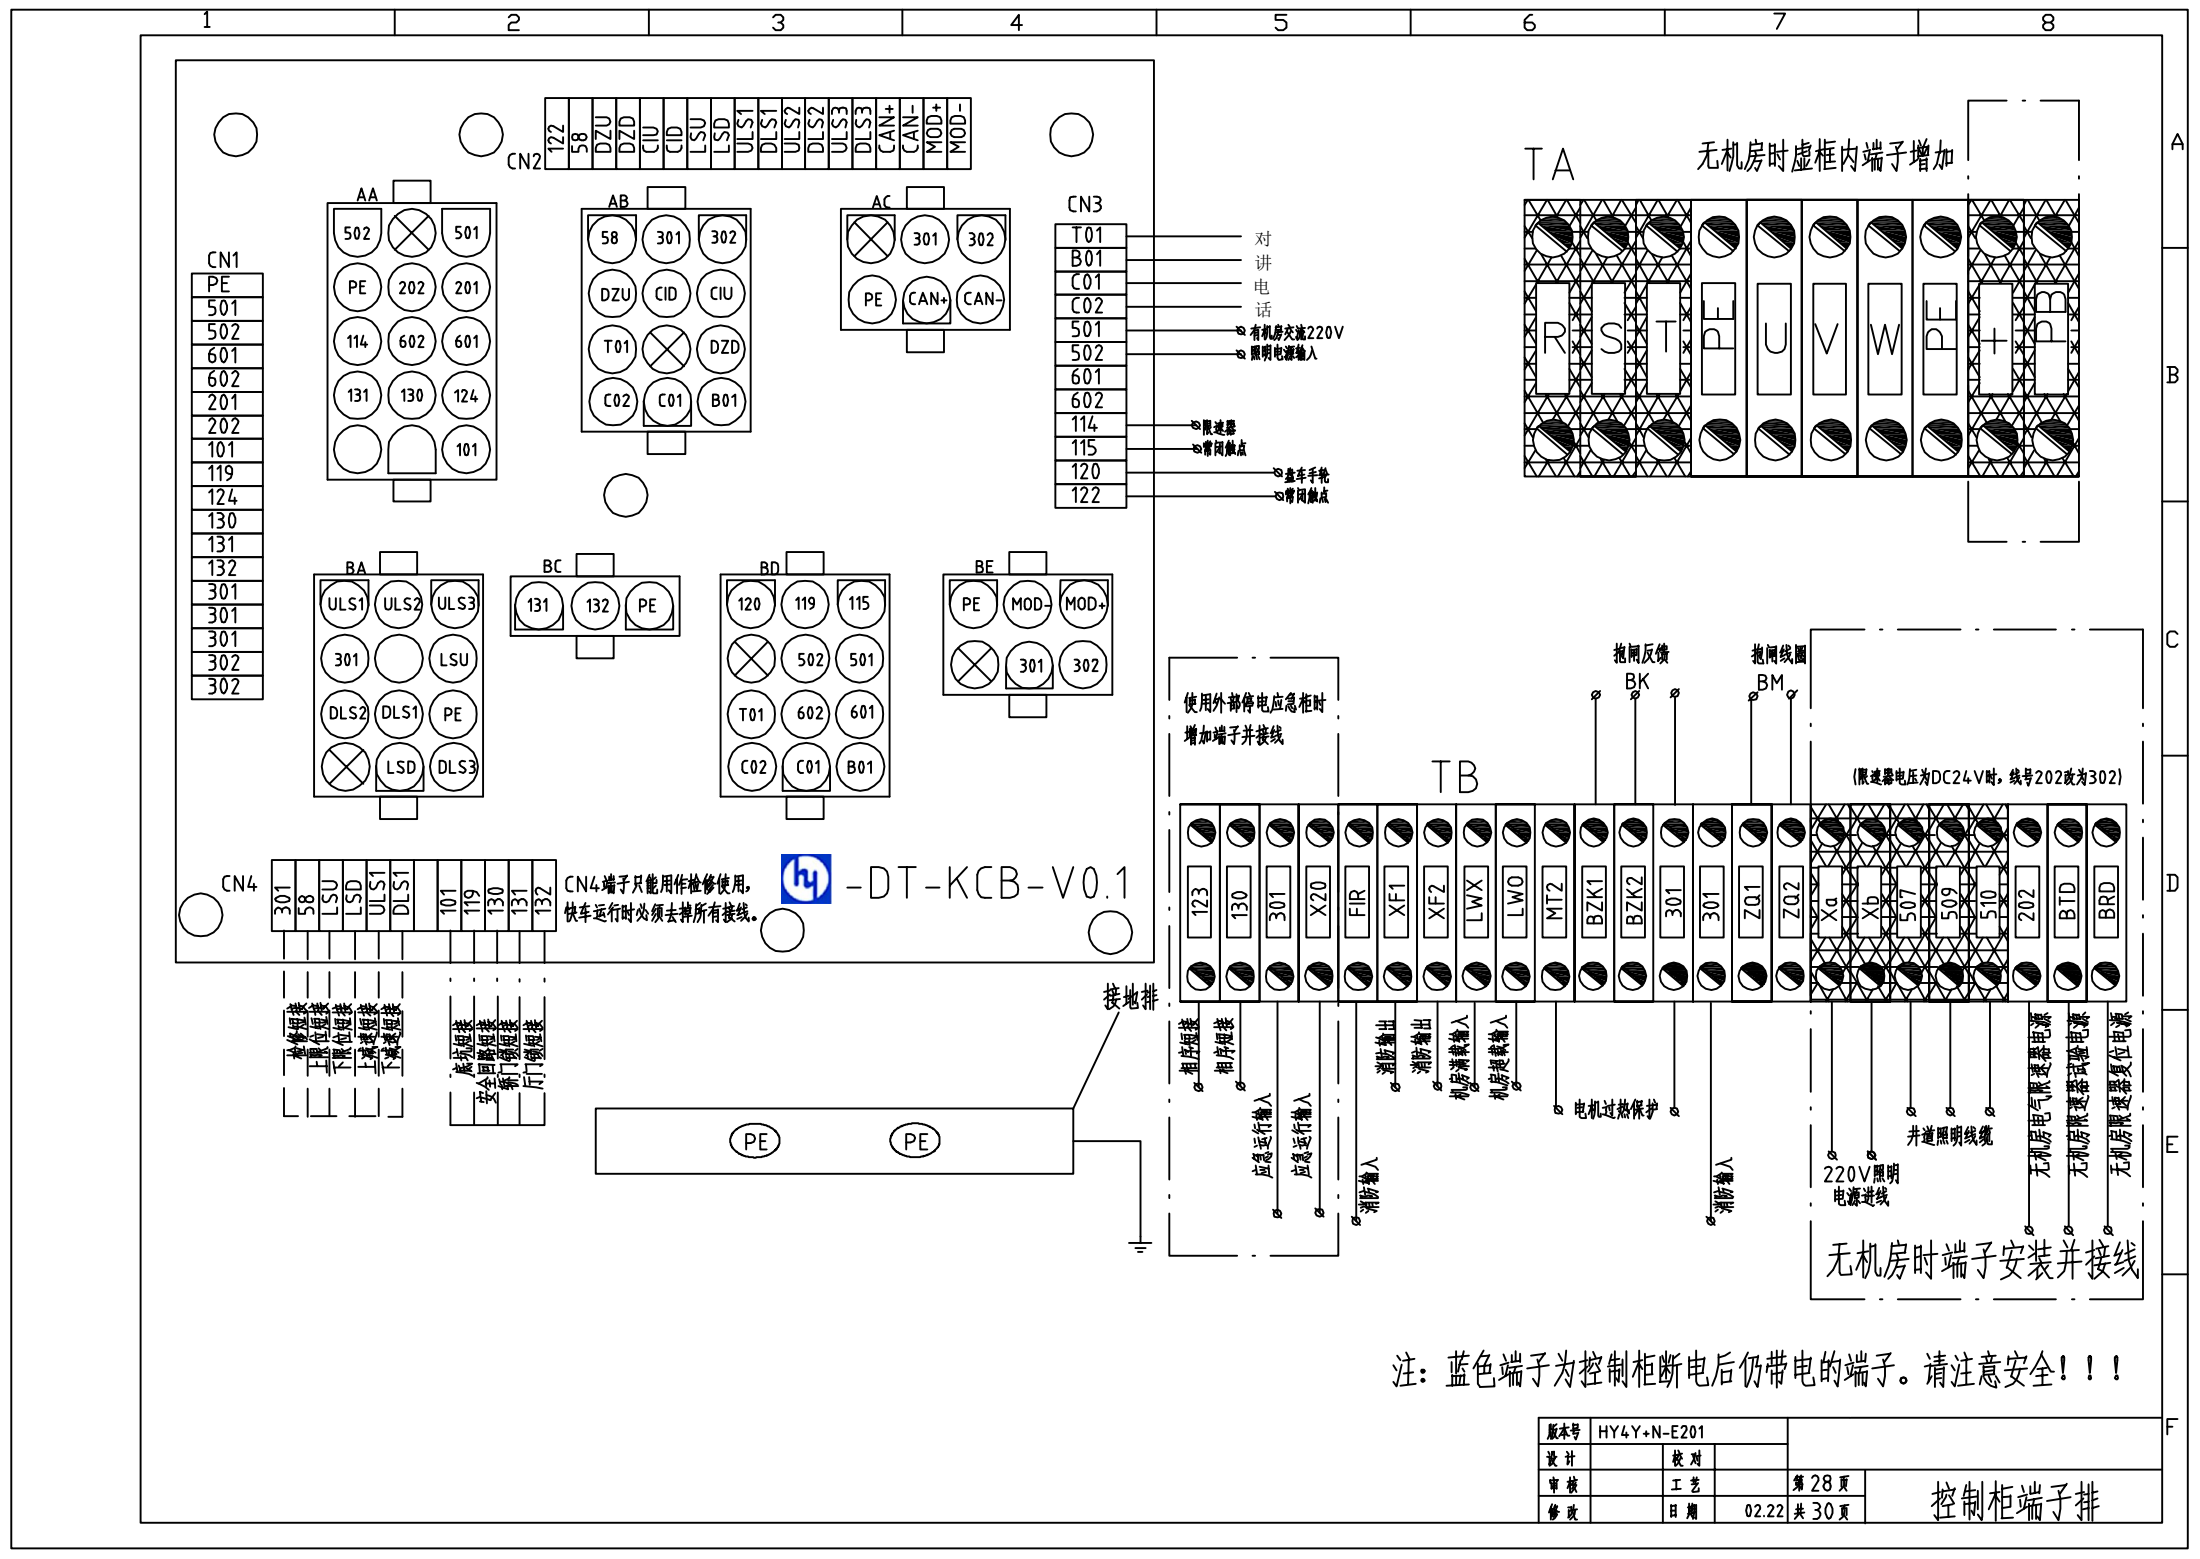 1 2 3 4 5 6 7 8
A
B
C
D
E
F
CN2
122 58 DZU DZD CIU CID LSU LSD ULS1 DLS1 ULS2 DLS2 ULS3 DLS3 CAN+ CAN- MOD+ MOD-
CN1
PE
501
502
601
602
201
202
101
119
124
130
131
132
301
301
301
302
302
AA
502 501
PE 202 201
114 602 601
131 130 124
101
AB
58 301 302
DZU CID CIU
T01 DZD
C02 C01 B01
AC
301 302
PE CAN+ CAN-
CN3
T01 对
B01 讲
C01 电
C02 话
501 有机房交流220V
502 照明电源输入
601
602
114 限速器
115 常闭触点
120 盘车手轮
122 常闭触点
BA
ULS1 ULS2 ULS3
301 LSU
DLS2 DLS1 PE
LSD DLS3
BC
131 132 PE
BD
120 119 115
502 501
T01 602 601
C02 C01 B01
BE
PE MOD- MOD+
301 302
CN4
301 58 LSU LSD ULS1 DLS1 101 119 130 131 132
CN4端子只能用作检修使用,
快车运行时必须去掉所有接线。
hy -DT-KCB-V0.1
检修短接
上限位短接
下限位短接
上减速短接
下减速短接
底坑短接
安全回路短接
轿门锁短接
厅门锁短接
接地排
PE PE
TA
无机房时虚框内端子增加
R S T PE U V W PE + PB
使用外部停电应急柜时
增加端子并接线
TB
抱闸反馈
BK
抱闸线圈
BM
(限速器电压为DC24V时, 线号202改为302)
123 130 301 X20 FIR XF1 XF2 LWX LWO MT2 BZK1 BZK2 301 301 ZQ1 ZQ2 Xa Xb 507 509 510 202 BTD BRD
相序短接
相序短接
应急运行输入
应急运行输入
消防输入
消防输出
消防输出
机房满载输入
机房超载输入
电机过热保护
消防输入
220V照明
电源进线
井道照明线缆
无机房电气限速器电源
无机房限速器试验电源
无机房限速器复位电源
无机房时端子安装并接线
注: 蓝色端子为控制柜断电后仍带电的端子。请注意安全!!!
版本号 HY4Y+N-E201
设计 校对
审核 工艺 第28页
修改 日期 02.22 共30页
控制柜端子排